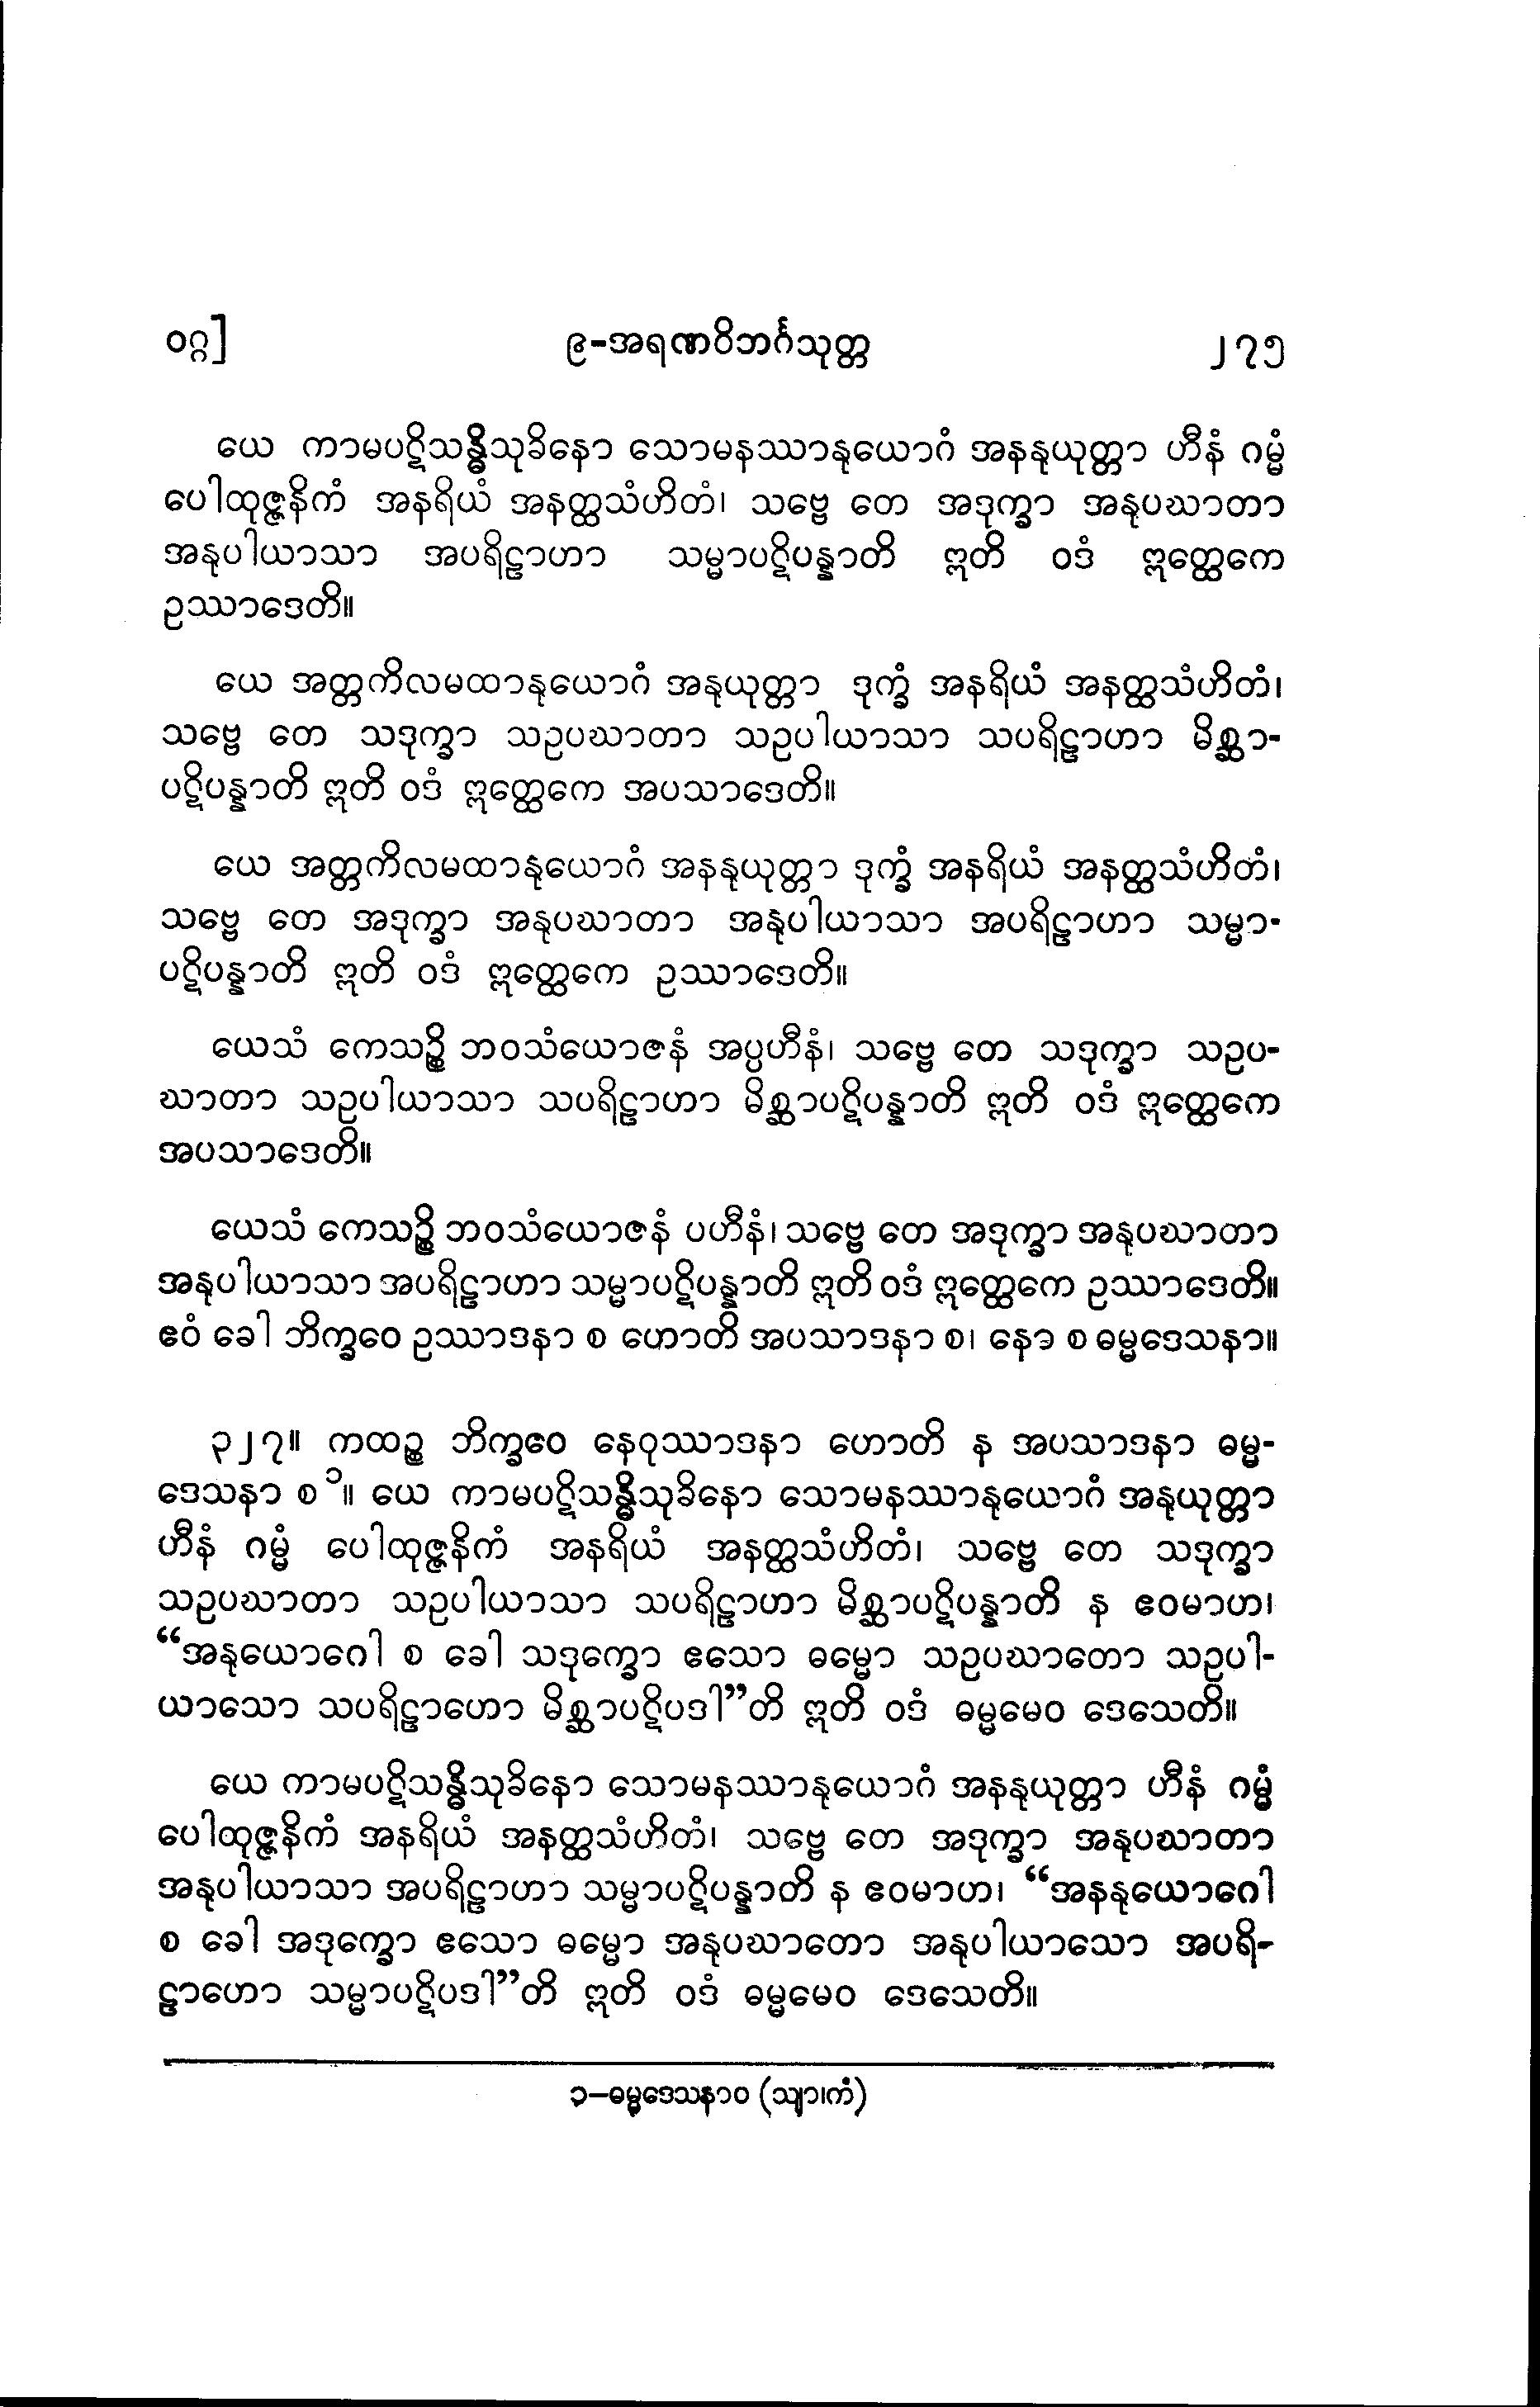 ဝဂ္ဂ] ၉-အရဏဝိဘင်္ဂသုတ္တ ၂၇၅
ယေ ကာမပဋိသန္ဓိသုခိနော သောမနဿာနုယောဂံ အနနုယုတ္တာ ဟီနံ ဂမ္မံ
ပေါထုဇ္ဇနိကံ အနရိယံ အနတ္ထသံဟိတံ၊ သဗ္ဗေ တေ အဒုက္ခာ အနုပဃာတာ
အနုပါယာသာ အပရိဠာဟာ သမ္မာပဋိပန္နာတိ ဣတိ ဝဒံ ဣတ္ထေကေ
ဥဿာဒေတိ။
ယေ အတ္တကိလမထာနုယောဂံ အနုယုတ္တာ ဒုက္ခံ အနရိယံ အနတ္ထသံဟိတံ၊
သဗ္ဗေ တေ သဒုက္ခာ သဥပဃာတာ သဥပါယာသာ သပရိဠာဟာ မိစ္ဆာ-
ပဋိပန္နာတိ ဣတိ ဝဒံ ဣတ္ထေကေ အပသာဒေတိ။
ယေ အတ္တကိလမထာနုယောဂံ အနနုယုတ္တာ ဒုက္ခံ အနရိယံ အနတ္ထသံဟိတံ၊
သဗ္ဗေ တေ အဒုက္ခာ အနုပဃာတာ အနုပါယာသာ အပရိဠာဟာ သမ္မာ-
ပဋိပန္နာတိ ဣတိ ဝဒံ ဣတ္ထေကေ ဥဿာဒေတိ။
ယေသံ ကေသဉ္စိ ဘဝသံယောဇနံ အပ္ပဟီနံ၊ သဗ္ဗေ တေ သဒုက္ခာ သဥပ-
ဃာတာ သဥပါယာသာ သပရိဠာဟာ မိစ္ဆာပဋိပန္နာတိ ဣတိ ဝဒံ ဣတ္ထေကေ
အပသာဒေတိ။
ယေသံ ကေသဉ္စိ ဘဝသံယောဇနံ ပဟီနံ၊ သဗ္ဗေ တေ အဒုက္ခာ အနုပဃာတာ
အနုပါယာသာ အပရိဠာဟာ သမ္မာပဋိပန္နာတိ ဣတိ ဝဒံ ဣတ္ထေကေ ဥဿာဒေတိ။
ဧဝံ ခေါ ဘိက္ခဝေ ဥဿာဒနာ စ ဟောတိ အပသာဒနာ စ၊ နော စ ဓမ္မဒေသနာ။
၃၂၇။ ကထဉ္စ ဘိက္ခဝေ နေဝုဿာဒနာ ဟောတိ န အပသာဒနာ ဓမ္မ-
ဒေသနာ စ ၁။ ယေ ကာမပဋိသန္ဓိသုခိနော သောမနဿာနုယောဂံ အနုယုတ္တာ
ဟီနံ ဂမ္မံ ပေါထုဇ္ဇနိကံ အနရိယံ အနတ္ထသံဟိတံ၊ သဗ္ဗေ တေ သဒုက္ခာ
သဥပဃာတာ သဥပါယာသာ သပရိဠာဟာ မိစ္ဆာပဋိပန္နာတိ န ဧဝမာဟ၊
“အနုယောဂေါ စ ခေါ သဒုက္ခော ဧသော ဓမ္မော သဥပဃာတော သဥပါ-
ယာသော သပရိဠာဟော မိစ္ဆာပဋိပဒါ”တိ ဣတိ ဝဒံ ဓမ္မမေဝ ဒေသေတိ။
ယေ ကာမပဋိသန္ဓိသုခိနော သောမနဿာနုယောဂံ အနနုယုတ္တာ ဟီနံ ဂမ္မံ
ပေါထုဇ္ဇနိကံ အနရိယံ အနတ္ထသံဟိတံ၊ သဗ္ဗေ တေ အဒုက္ခာ အနုပဃာတာ
အနုပါယာသာ အပရိဠာဟာ သမ္မာပဋိပန္နာတိ န ဧဝမာဟ၊ “အနနုယောဂေါ
စ ခေါ အဒုက္ခော ဧသော ဓမ္မော အနုပဃာတော အနုပါယာသော အပရိ-
ဠာဟော သမ္မာပဋိပဒါ”တိ ဣတိ ဝဒံ ဓမ္မမေဝ ဒေသေတိ။
၁–ဓမ္မဒေသနာဝ (သျာ၊ကံ)